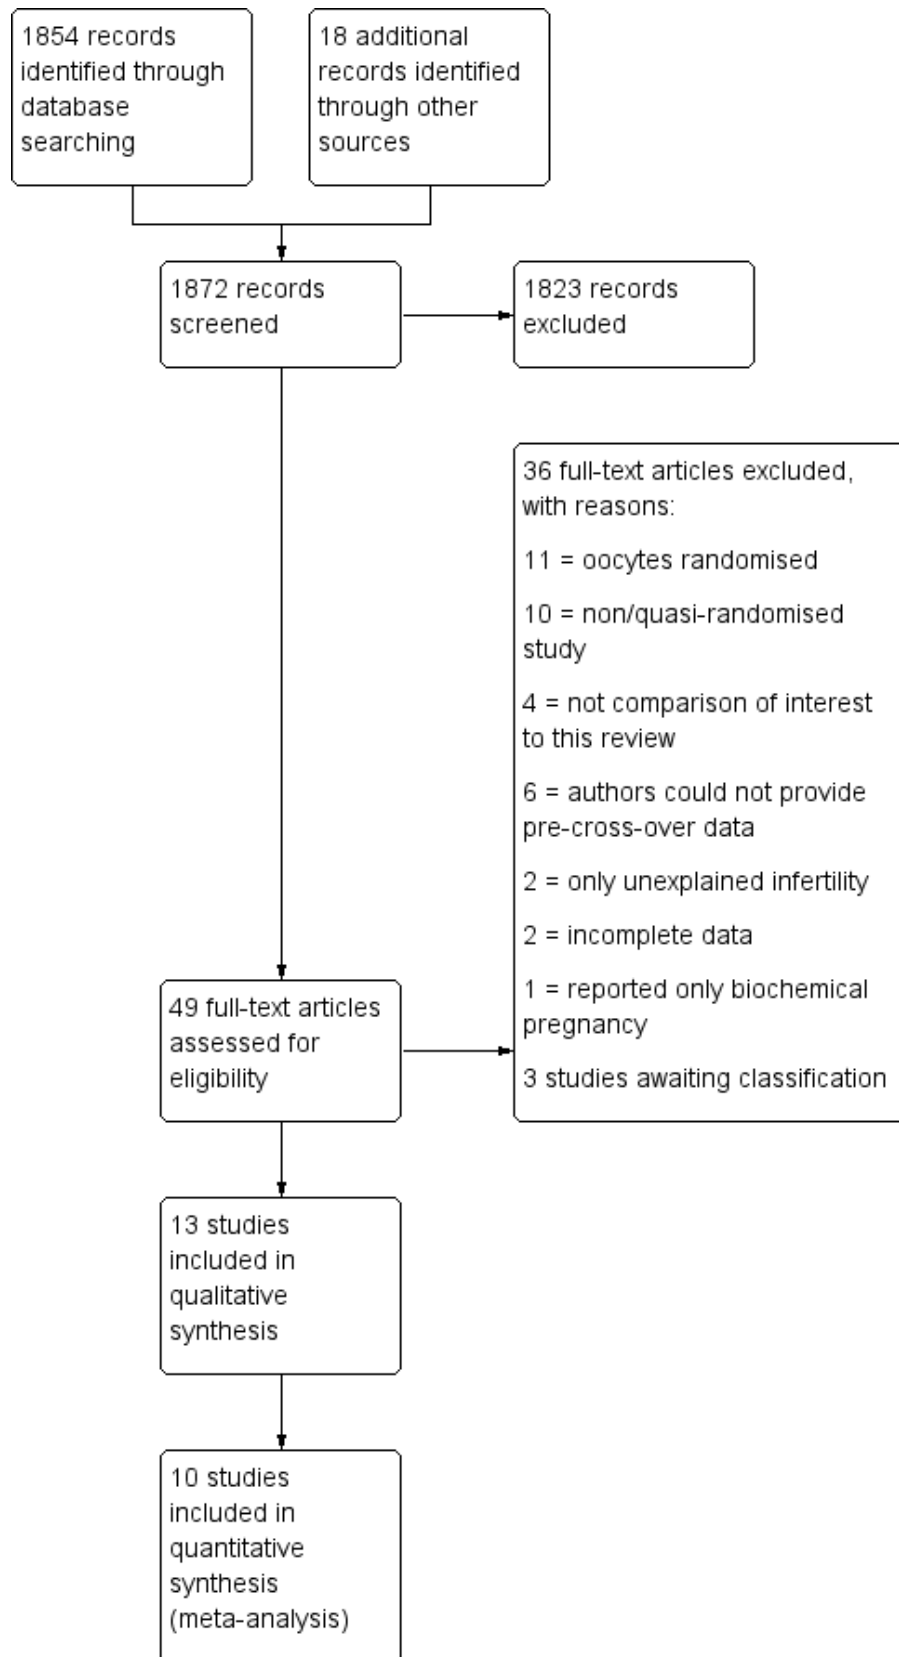 1854 records
identified through
database
searching
18 additional
records identified
through other
sources
1872 records
screened
1823 records
excluded
36 full-text articles excluded,
with reasons:
11 = oocytes randomised
10 = non/quasi-randomised
study
4 = not comparison of interest
to this review
6 = authors could not provide
pre-cross-over data
2 = only unexplained infertility
2 = incomplete data
1 = reported only biochemical
pregnancy
3 studies awaiting classification
49 full-text articles
assessed for
eligibility
13 studies
included in
qualitative
synthesis
10 studies
included in
quantitative
synthesis
(meta-analysis)